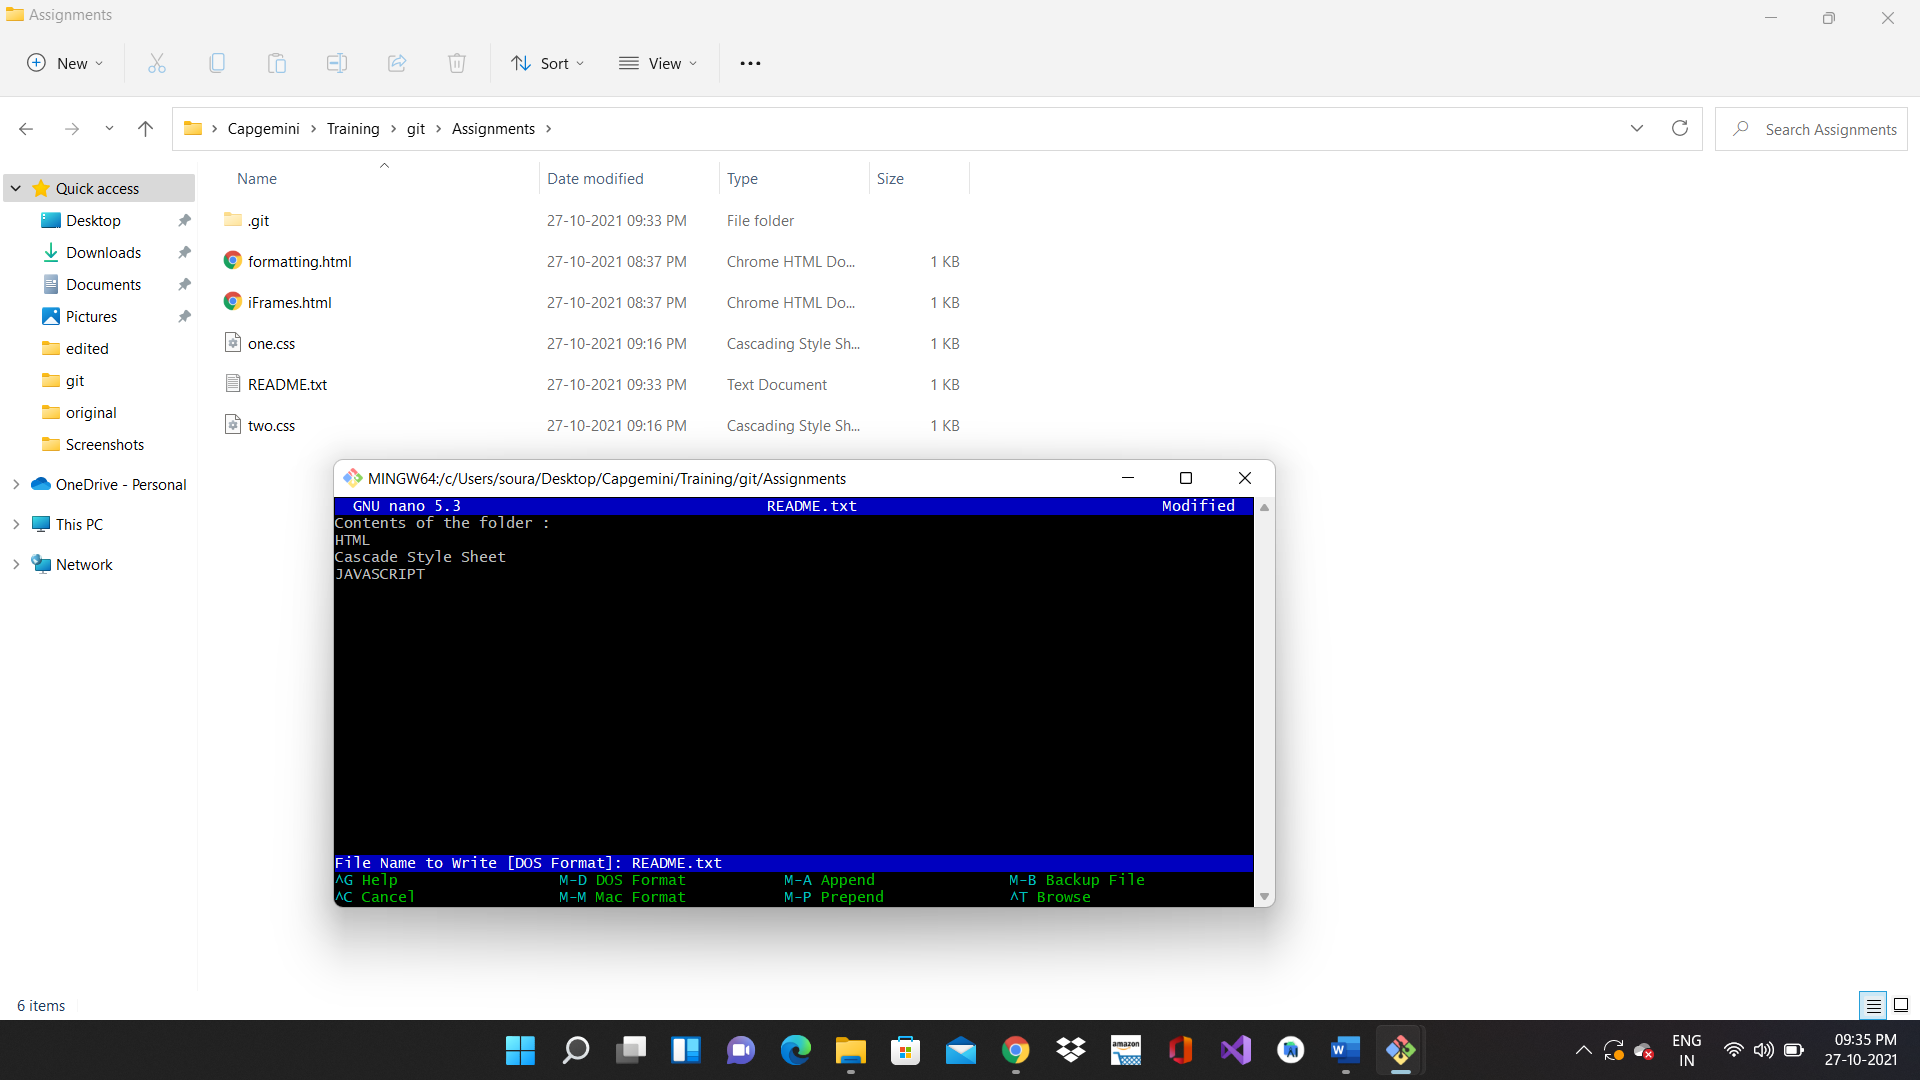 Assignments
New
Sort
View
Capgemini
Training
git
Assignments
Search Assignments
Name
Date modified
Type
Size
Quick access
Desktop
Downloads
Documents
Pictures
edited
git
original
Screenshots
OneDrive - Personal
This PC
Network
.git 27-10-2021 09:33 PM File folder
formatting.html 27-10-2021 08:37 PM Chrome HTML Do... 1 KB
iFrames.html 27-10-2021 08:37 PM Chrome HTML Do... 1 KB
one.css 27-10-2021 09:16 PM Cascading Style Sh... 1 KB
README.txt 27-10-2021 09:33 PM Text Document 1 KB
two.css 27-10-2021 09:16 PM Cascading Style Sh... 1 KB
MINGW64:/c/Users/soura/Desktop/Capgemini/Training/git/Assignments
GNU nano 5.3 README.txt Modified
Contents of the folder :
HTML
Cascade Style Sheet
JAVASCRIPT
File Name to Write [DOS Format]: README.txt
^G Help M-D DOS Format M-A Append M-B Backup File
^C Cancel M-M Mac Format M-P Prepend ^T Browse
6 items
amazon
ENG
IN
09:35 PM
27-10-2021